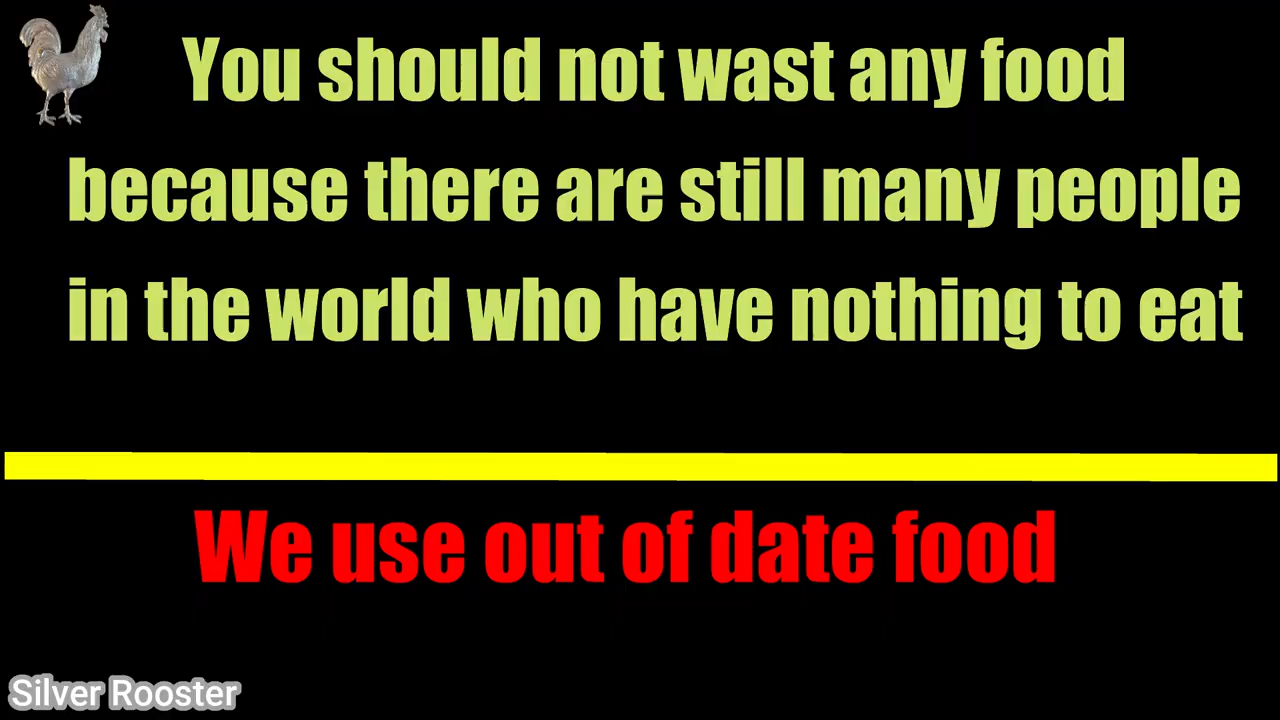 You should not wast any food
because there are still many people
in the world who have nothing to eat
We use out of date food
Silver Rooster